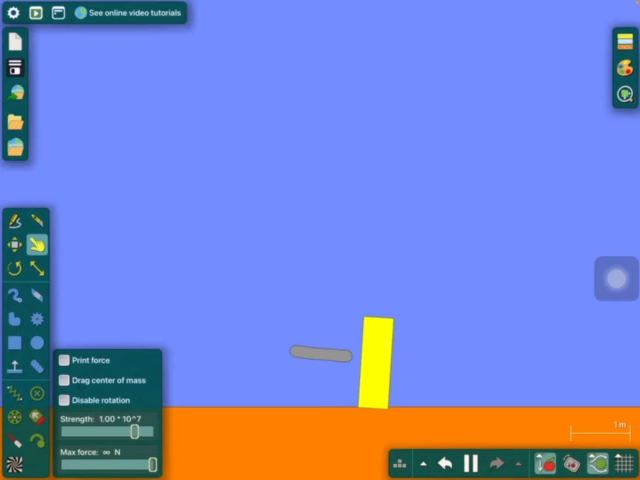 See online video tutorials
Print force
Drag center of mass
Disable rotation
Strength: 1.00 * 10^7
Max force: ∞ N
1 m